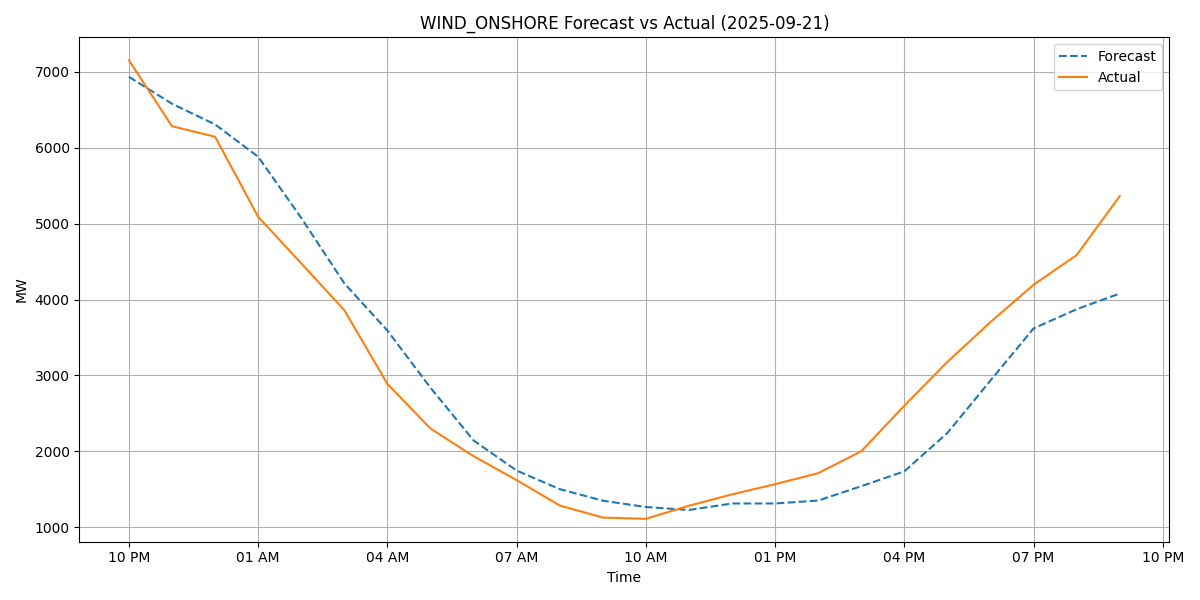 WIND_ONSHORE Forecast vs Actual (2025-09-21)
Forecast
Actual
7000
6000
5000
4000
3000
2000
1000
MW
10 PM 01 AM 04 AM 07 AM 10 AM 01 PM 04 PM 07 PM 10 PM
Time